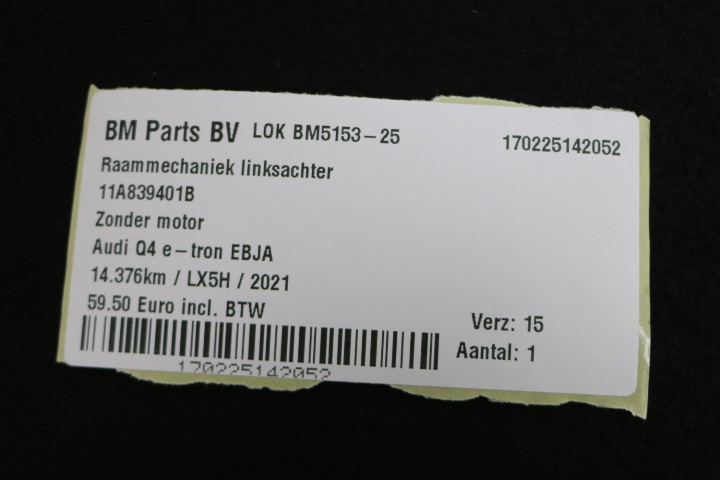 BM Parts BV LOK BM5153-25 170225142052
Raammechaniek linksachter
11A839401B
Zonder motor
Audi Q4 e-tron EBJA
14.376km / LX5H / 2021
59.50 Euro incl. BTW
Verz: 15
Aantal: 1
170225142052